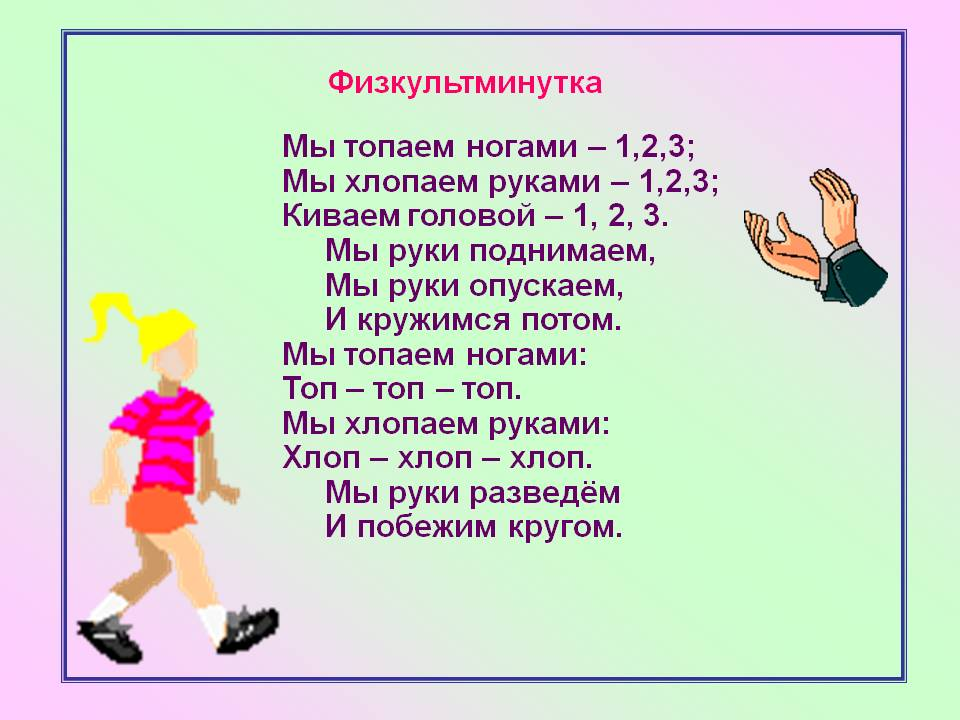 Физкультминутка
Мы топаем ногами – 1,2,3;
Мы хлопаем руками – 1,2,3;
Киваем головой – 1, 2, 3.
Мы руки поднимаем,
Мы руки опускаем,
И кружимся потом.
Мы топаем ногами:
Топ – топ – топ.
Мы хлопаем руками:
Хлоп – хлоп – хлоп.
Мы руки разведём
И побежим кругом.